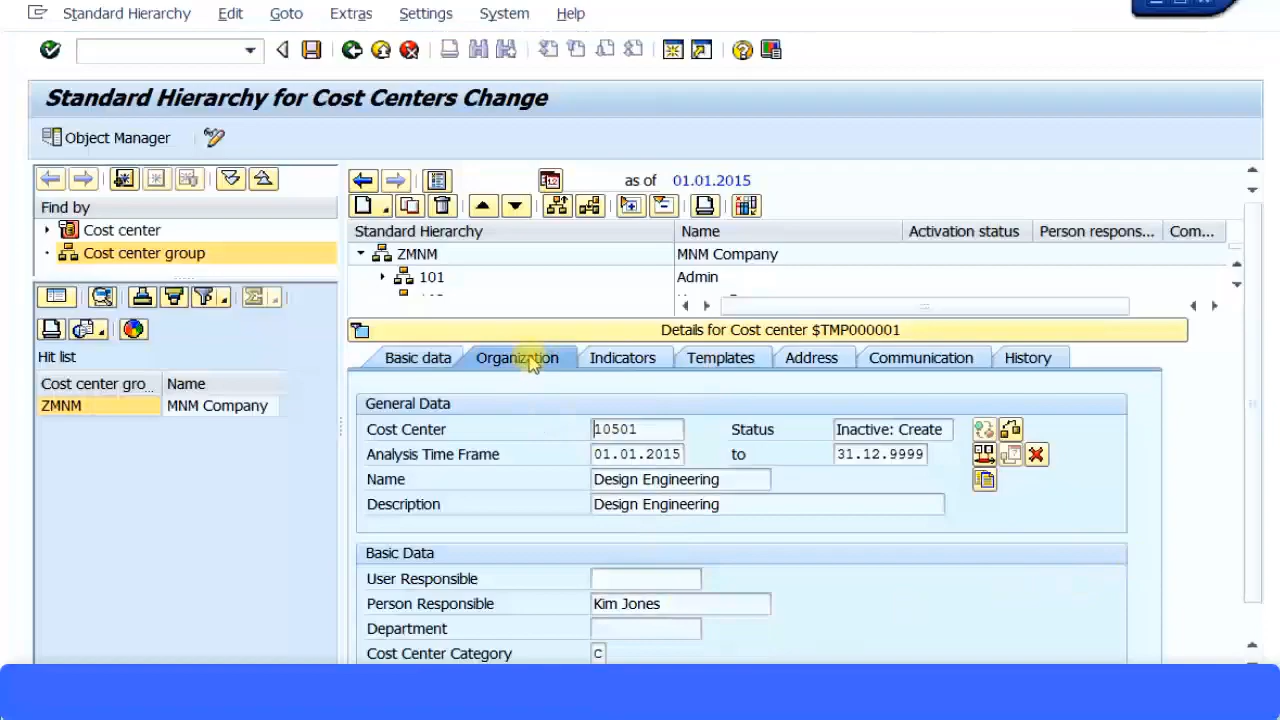 Standard Hierarchy Edit Goto Extras Settings System Help
Standard Hierarchy for Cost Centers Change
Object Manager
Find by
Cost center
Cost center group
Hit list
Cost center gro... Name
ZMNM MNM Company
as of 01.01.2015
Standard Hierarchy Name Activation status Person respons... Com...
ZMNM MNM Company
101 Admin
Details for Cost center $TMP000001
Basic data Organization Indicators Templates Address Communication History
General Data
Cost Center 10501 Status Inactive: Create
Analysis Time Frame 01.01.2015 to 31.12.9999
Name Design Engineering
Description Design Engineering
Basic Data
User Responsible
Person Responsible Kim Jones
Department
Cost Center Category C